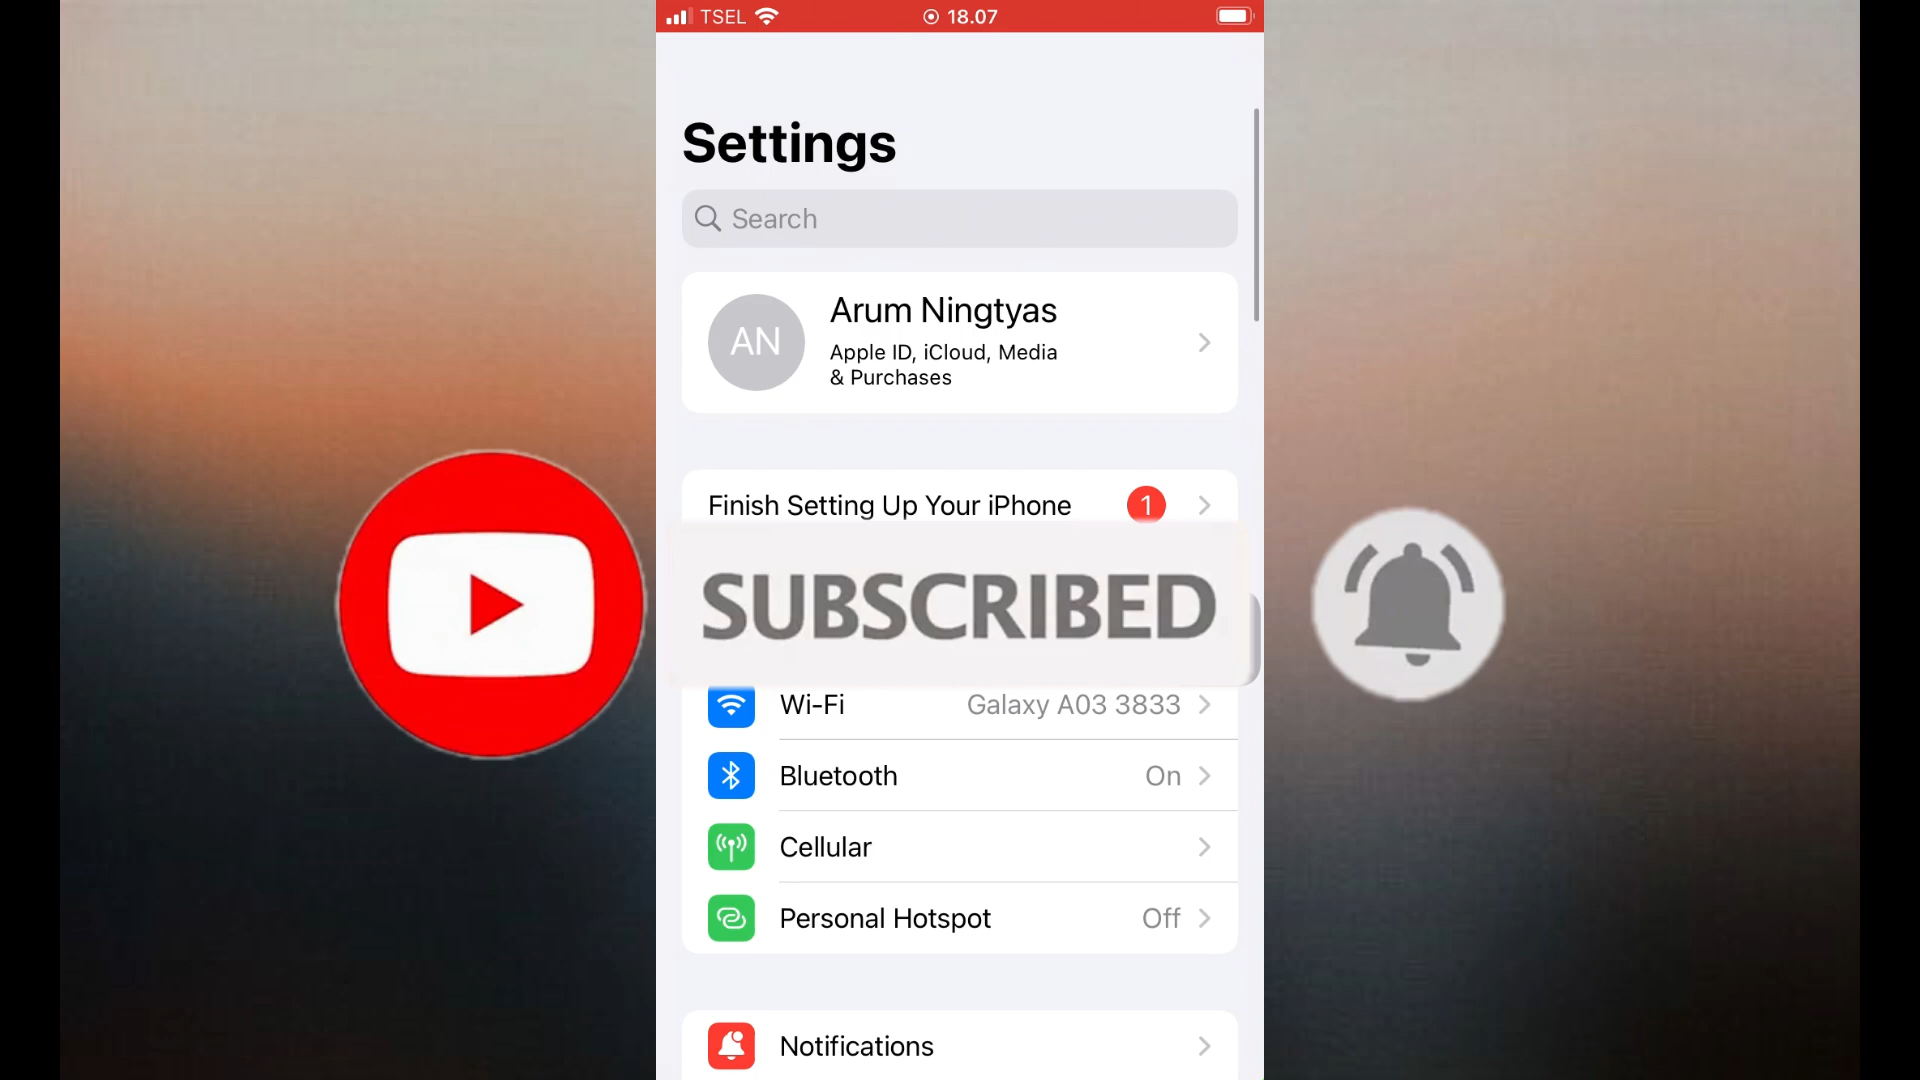 TSEL 18.07
Settings
Search
AN
Arum Ningtyas
Apple ID, iCloud, Media
& Purchases
Finish Setting Up Your iPhone 1
SUBSCRIBED
Wi-Fi Galaxy A03 3833
Bluetooth On
Cellular
Personal Hotspot Off
Notifications